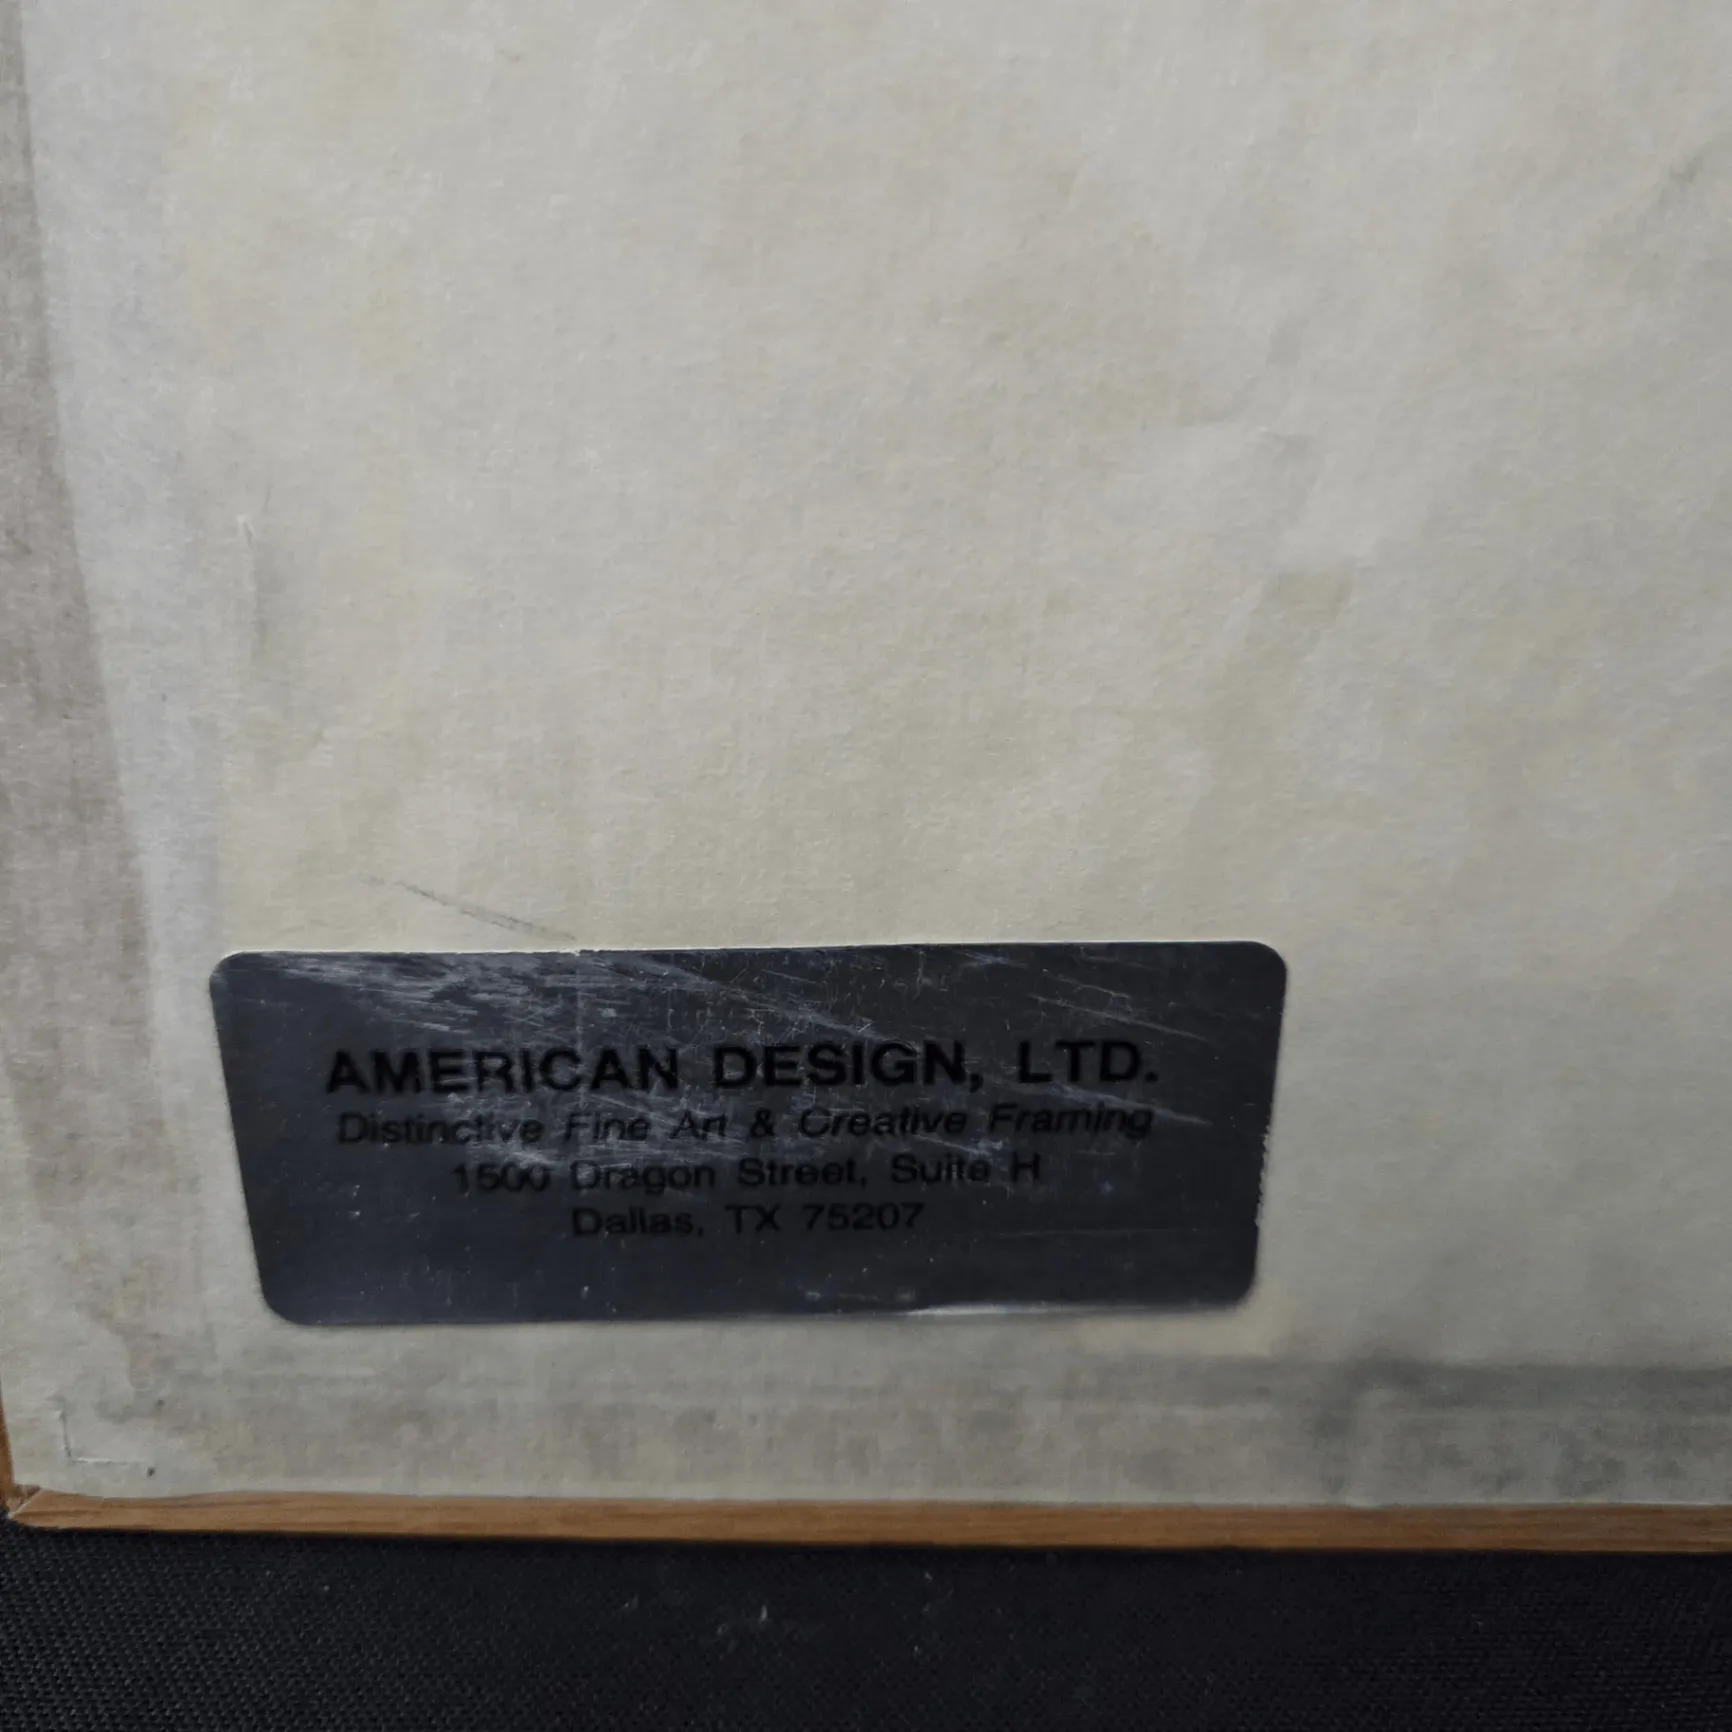 AMERICAN DESIGN, LTD.
Distinctive Fine Art & Creative Framing
1500 Dragon Street, Suite H
Dallas, TX 75207